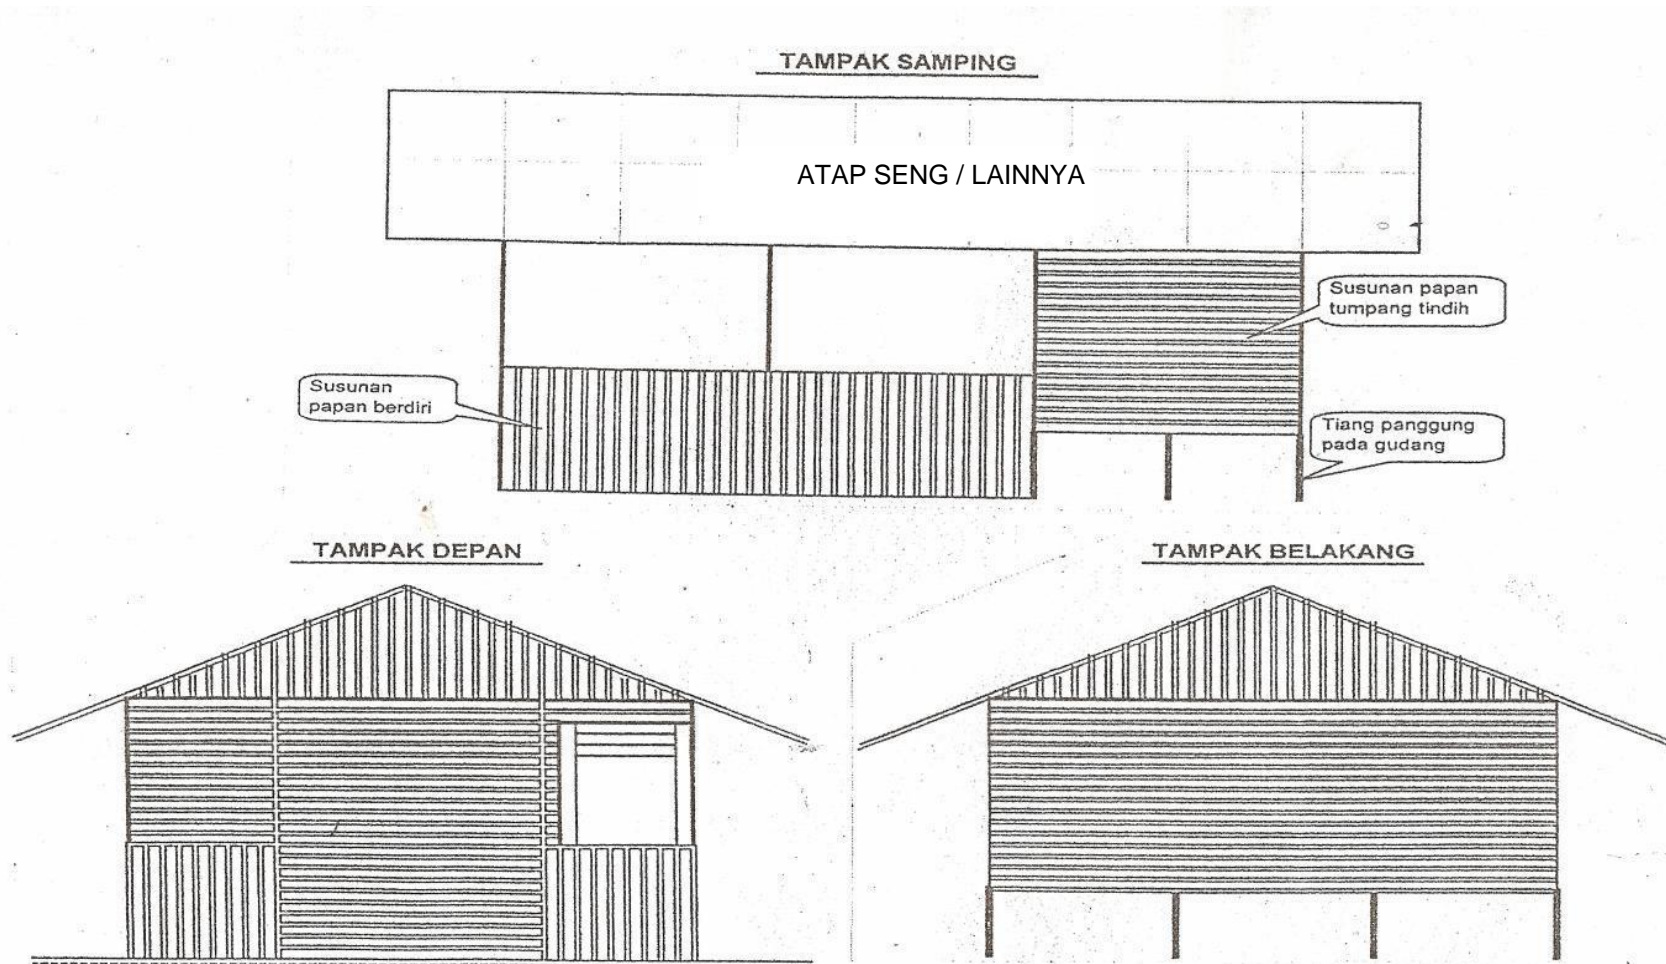 TAMPAK SAMPING
ATAP SENG / LAINNYA
Susunan papan
tumpang tindih
Susunan
papan berdiri
Tiang panggung
pada gudang
TAMPAK DEPAN
TAMPAK BELAKANG